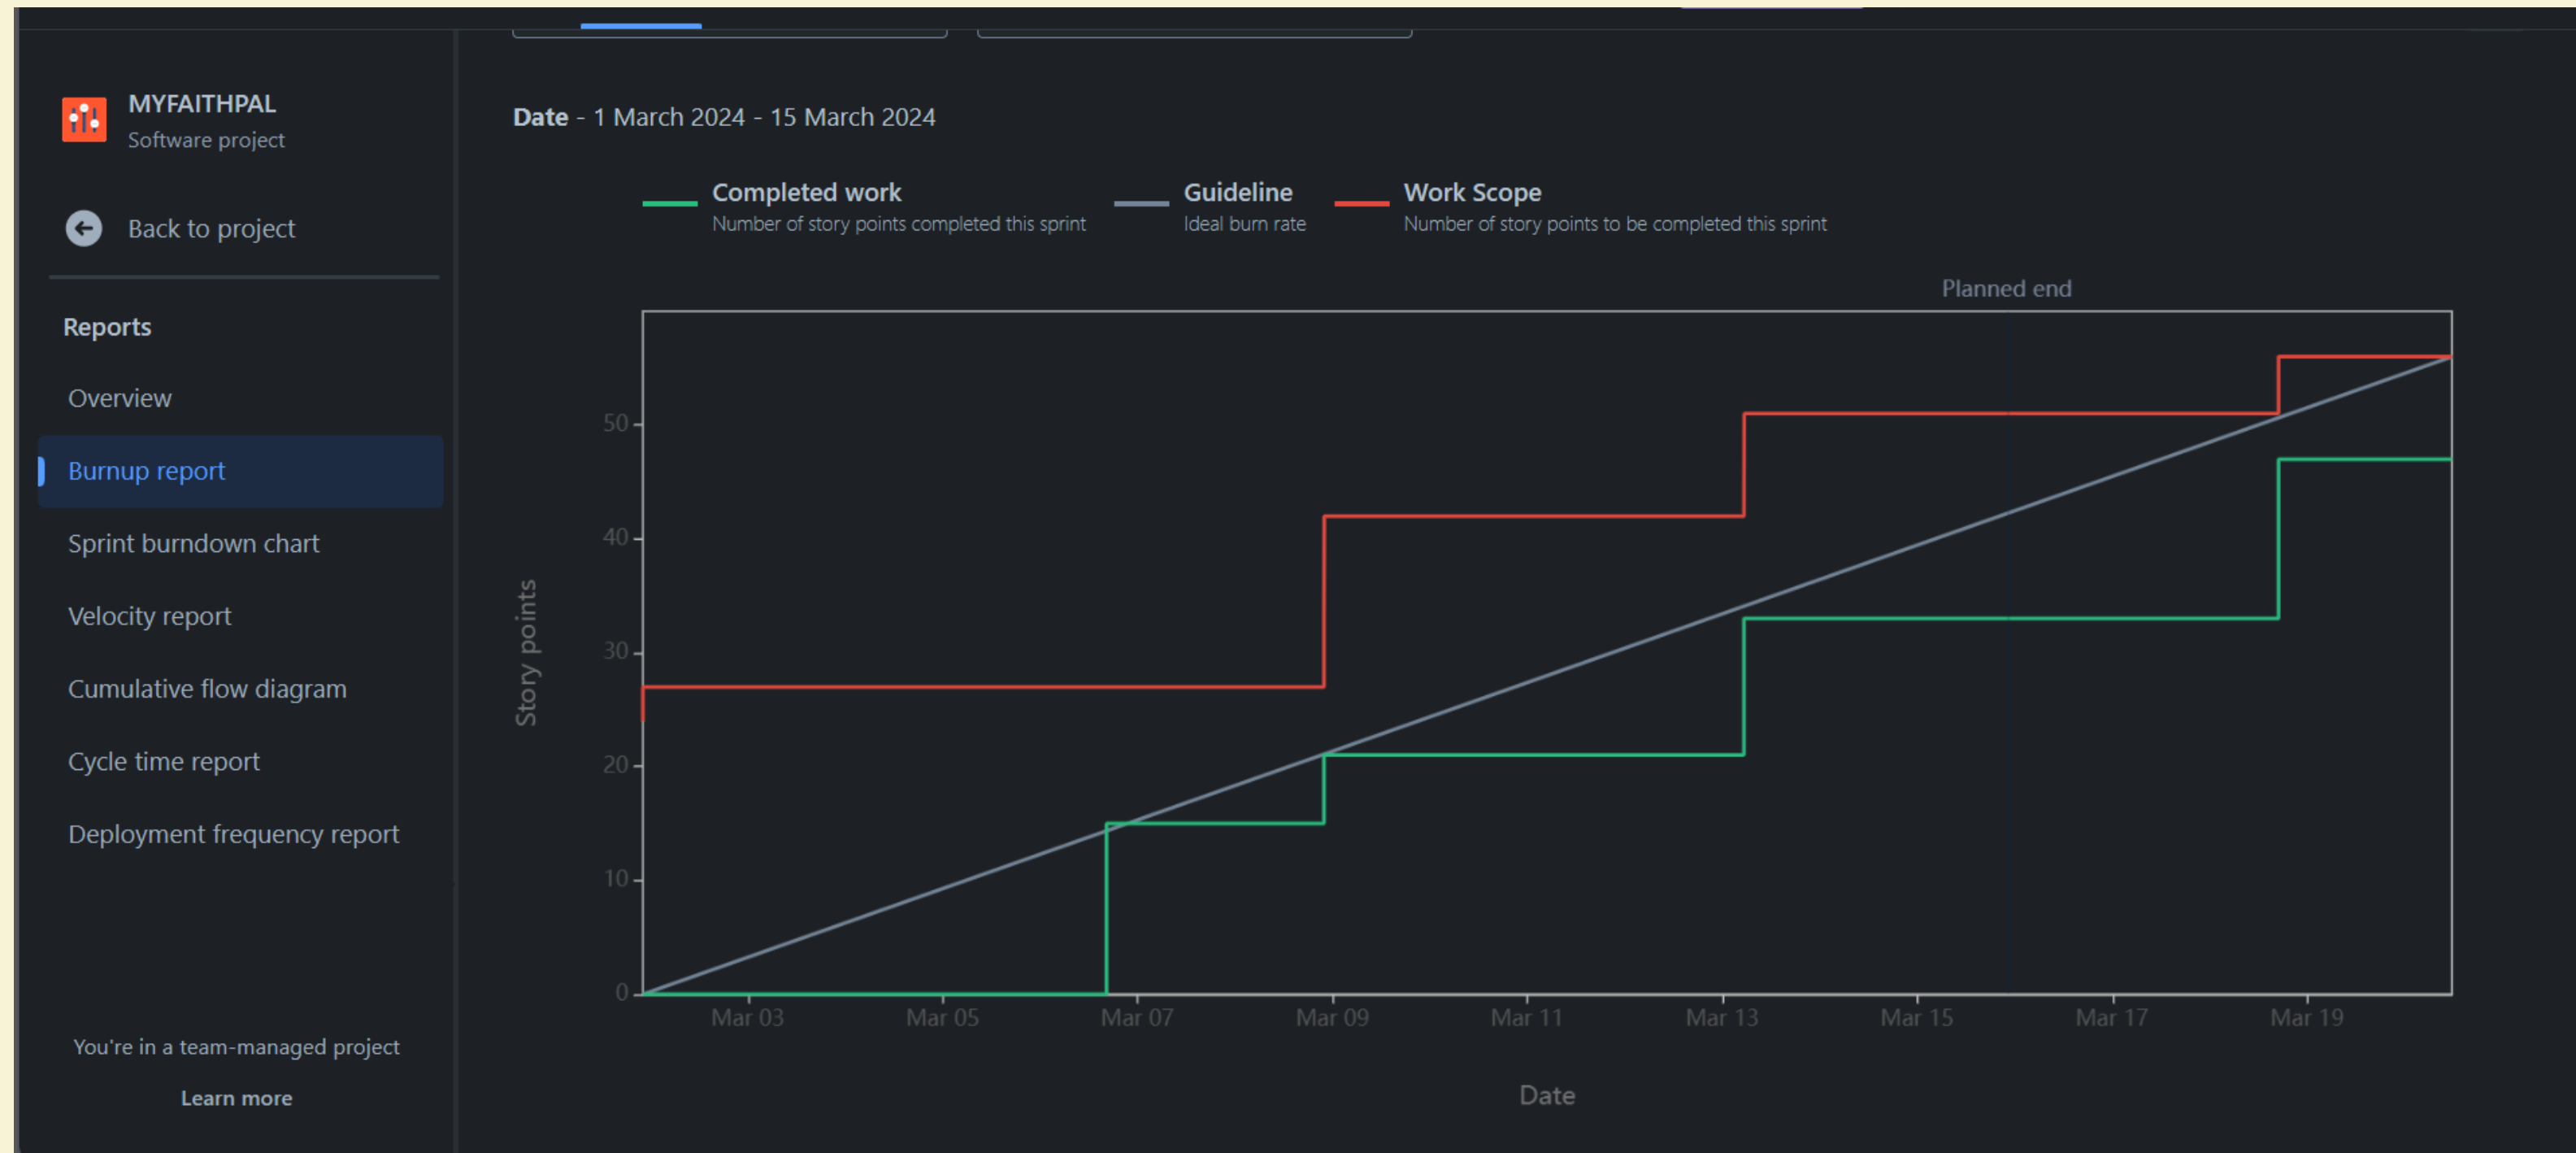 MYFAITHPAL
Software project
Back to project
Reports
Overview
Burnup report
Sprint burndown chart
Velocity report
Cumulative flow diagram
Cycle time report
Deployment frequency report
You're in a team-managed project
Learn more
Date - 1 March 2024 - 15 March 2024
Completed work
Number of story points completed this sprint
Guideline
Ideal burn rate
Work Scope
Number of story points to be completed this sprint
Planned end
Story points
50
40
30
20
10
0
Mar 03 Mar 05 Mar 07 Mar 09 Mar 11 Mar 13 Mar 15 Mar 17 Mar 19
Date